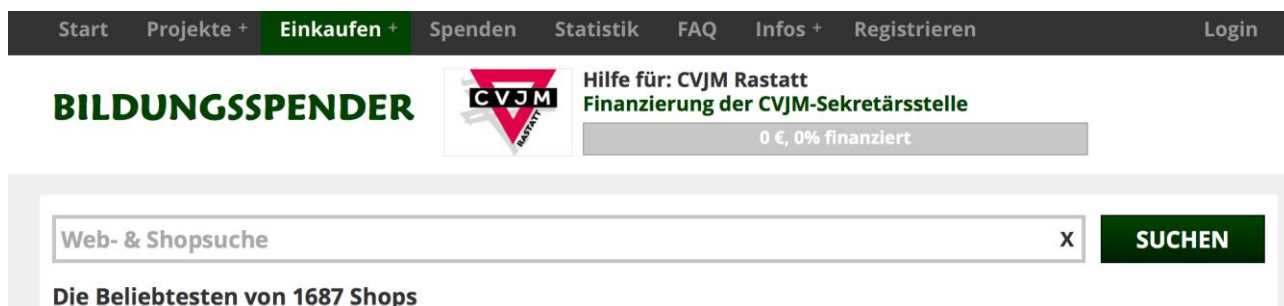 Start Projekte + Einkaufen + Spenden Statistik FAQ Infos + Registrieren Login
BILDUNGSSPENDER
CVJM
RASTATT
Hilfe für: CVJM Rastatt
Finanzierung der CVJM-Sekretärsstelle
0 €, 0% finanziert
Web- & Shopsuche X SUCHEN
Die Beliebtesten von 1687 Shops